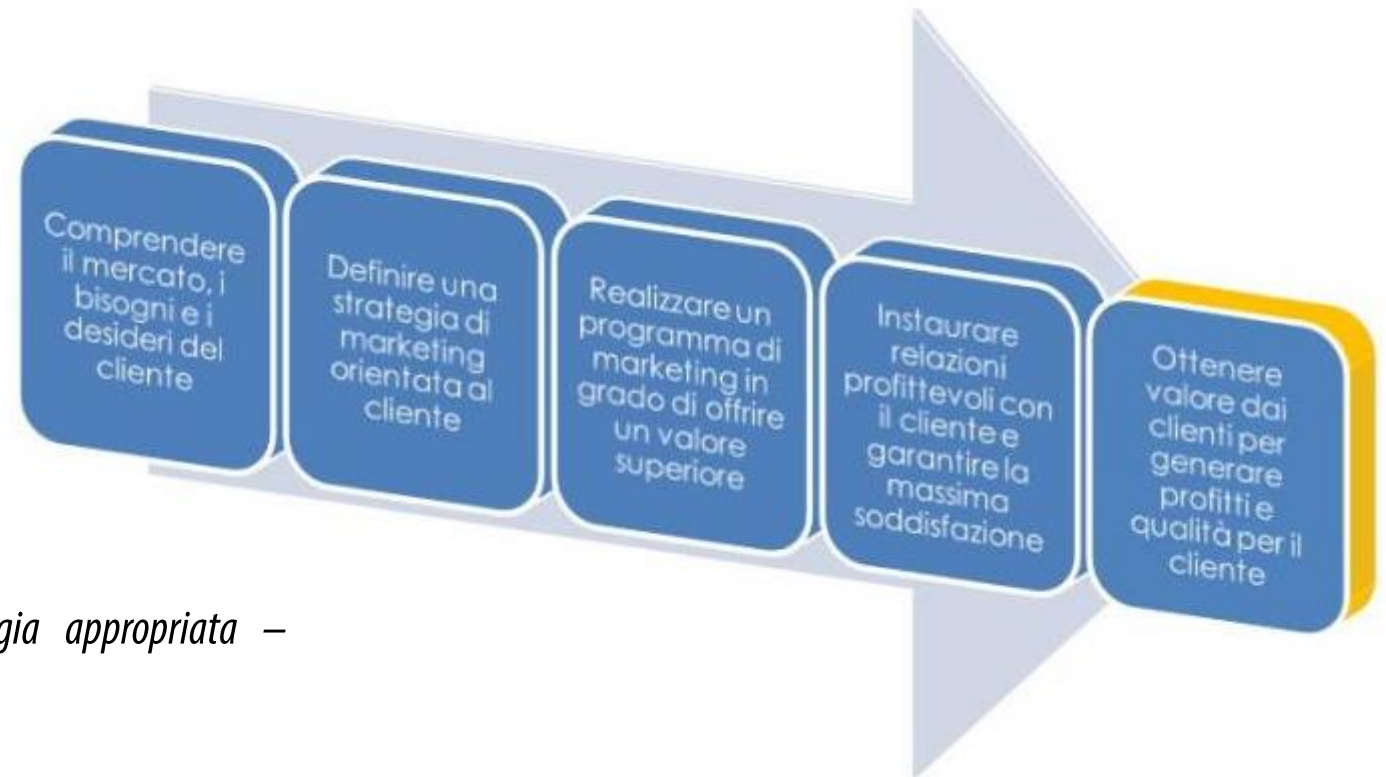 Comprendere
il mercato, i
bisogni e i
desideri del
cliente
Definire una
strategia di
marketing
orientata al
cliente
Realizzare un
programma di
marketing in
grado di offrire
un valore
superiore
Instaurare
relazioni
profittevoli con
il cliente e
garantire la
massima
soddisfazione
Ottenere
valore dai
clienti per
generare
profitti e
qualità per il
cliente
gia appropriata –